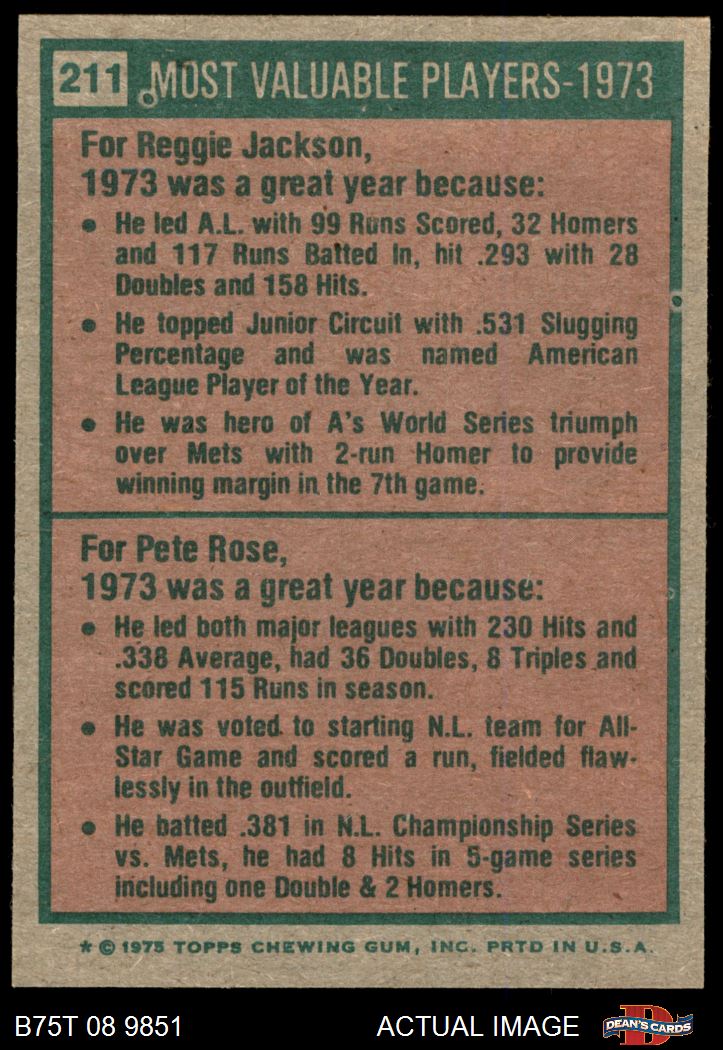 211 MOST VALUABLE PLAYERS-1973
For Reggie Jackson,
1973 was a great year because:
● He led A.L. with 99 Runs Scored, 32 Homers
and 117 Runs Batted In, hit .293 with 28
Doubles and 158 Hits.
● He topped Junior Circuit with .531 Slugging
Percentage and was named American
League Player of the Year.
● He was hero of A's World Series triumph
over Mets with 2-run Homer to provide
winning margin in the 7th game.
For Pete Rose,
1973 was a great year because:
● He led both major leagues with 230 Hits and
.338 Average, had 36 Doubles, 8 Triples and
scored 115 Runs in season.
● He was voted to starting N.L. team for All-
Star Game and scored a run, fielded flaw-
lessly in the outfield.
● He batted .381 in N.L. Championship Series
vs. Mets, he had 8 Hits in 5-game series
including one Double & 2 Homers.
* © 1975 TOPPS CHEWING GUM, INC. PRTD IN U.S.A.
B75T 08 9851 ACTUAL IMAGE D DEAN'S CARDS